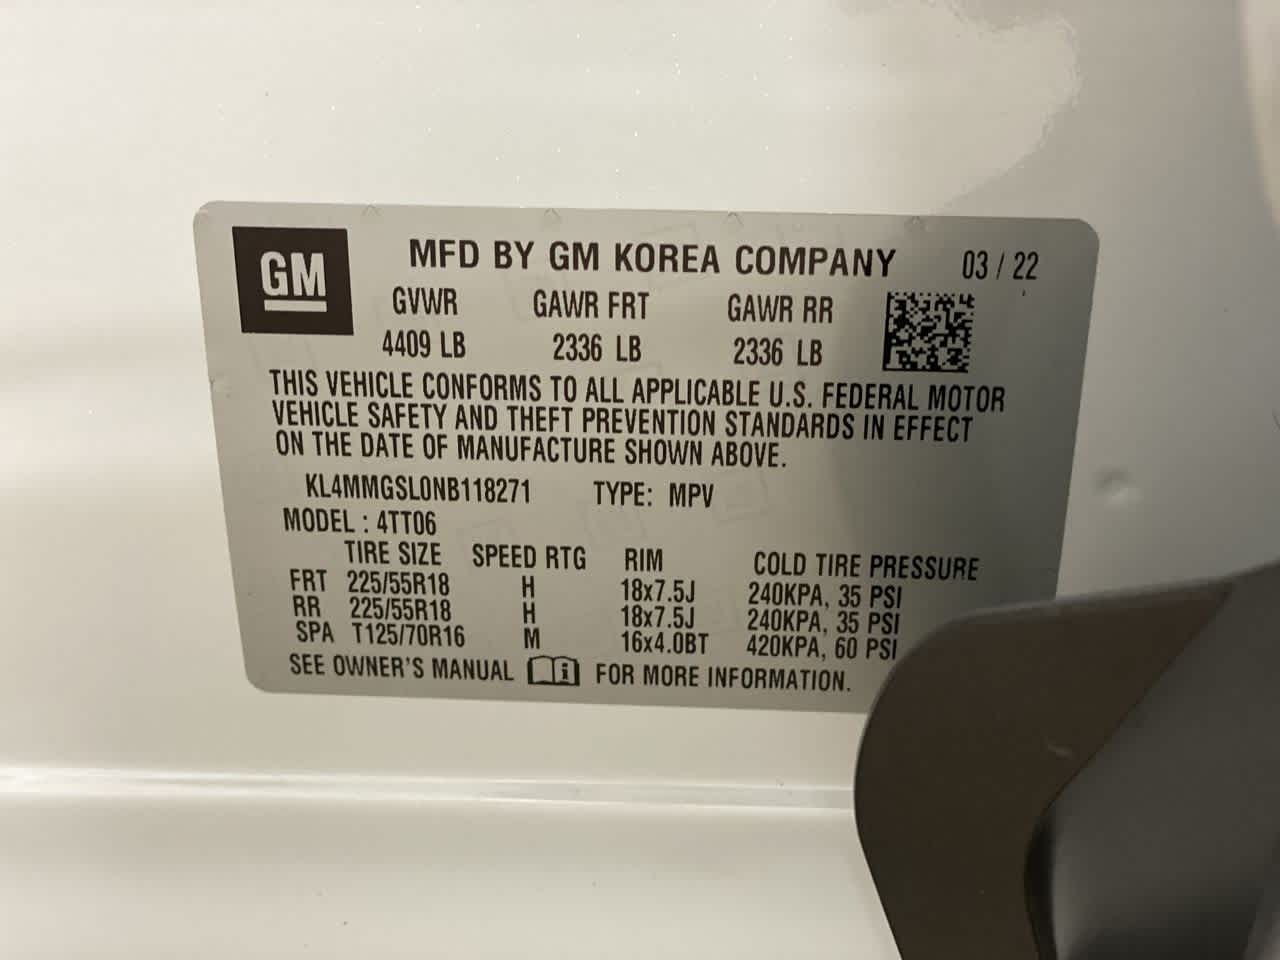 GM MFD BY GM KOREA COMPANY 03 / 22
GVWR GAWR FRT GAWR RR
4409 LB 2336 LB 2336 LB
THIS VEHICLE CONFORMS TO ALL APPLICABLE U.S. FEDERAL MOTOR
VEHICLE SAFETY AND THEFT PREVENTION STANDARDS IN EFFECT
ON THE DATE OF MANUFACTURE SHOWN ABOVE.
KL4MMGSL0NB118271 TYPE: MPV
MODEL : 4TT06
TIRE SIZE SPEED RTG RIM COLD TIRE PRESSURE
FRT 225/55R18 H 18x7.5J 240KPA, 35 PSI
RR 225/55R18 H 18x7.5J 240KPA, 35 PSI
SPA T125/70R16 M 16x4.0BT 420KPA, 60 PSI
SEE OWNER'S MANUAL FOR MORE INFORMATION.